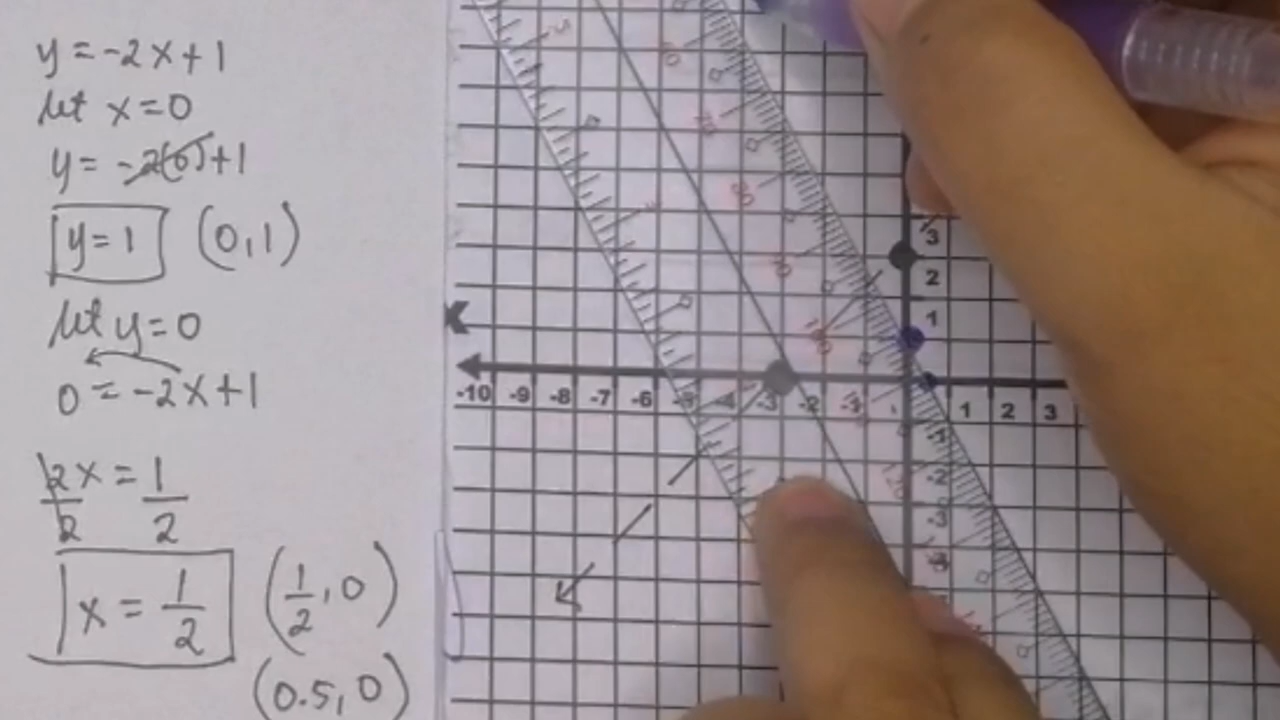 y = -2x+1
let x = 0
y = -2(0)+1
y = 1 (0,1)
let y = 0
0 = -2x+1
2x = 1
2 2
x = 1/2 (1/2, 0)
(0.5, 0)
x
3
2
1
-10 -9 -8 -7 -6 -5 -4 -3 -2 -1 1 2 3
-1
-2
-3
-4